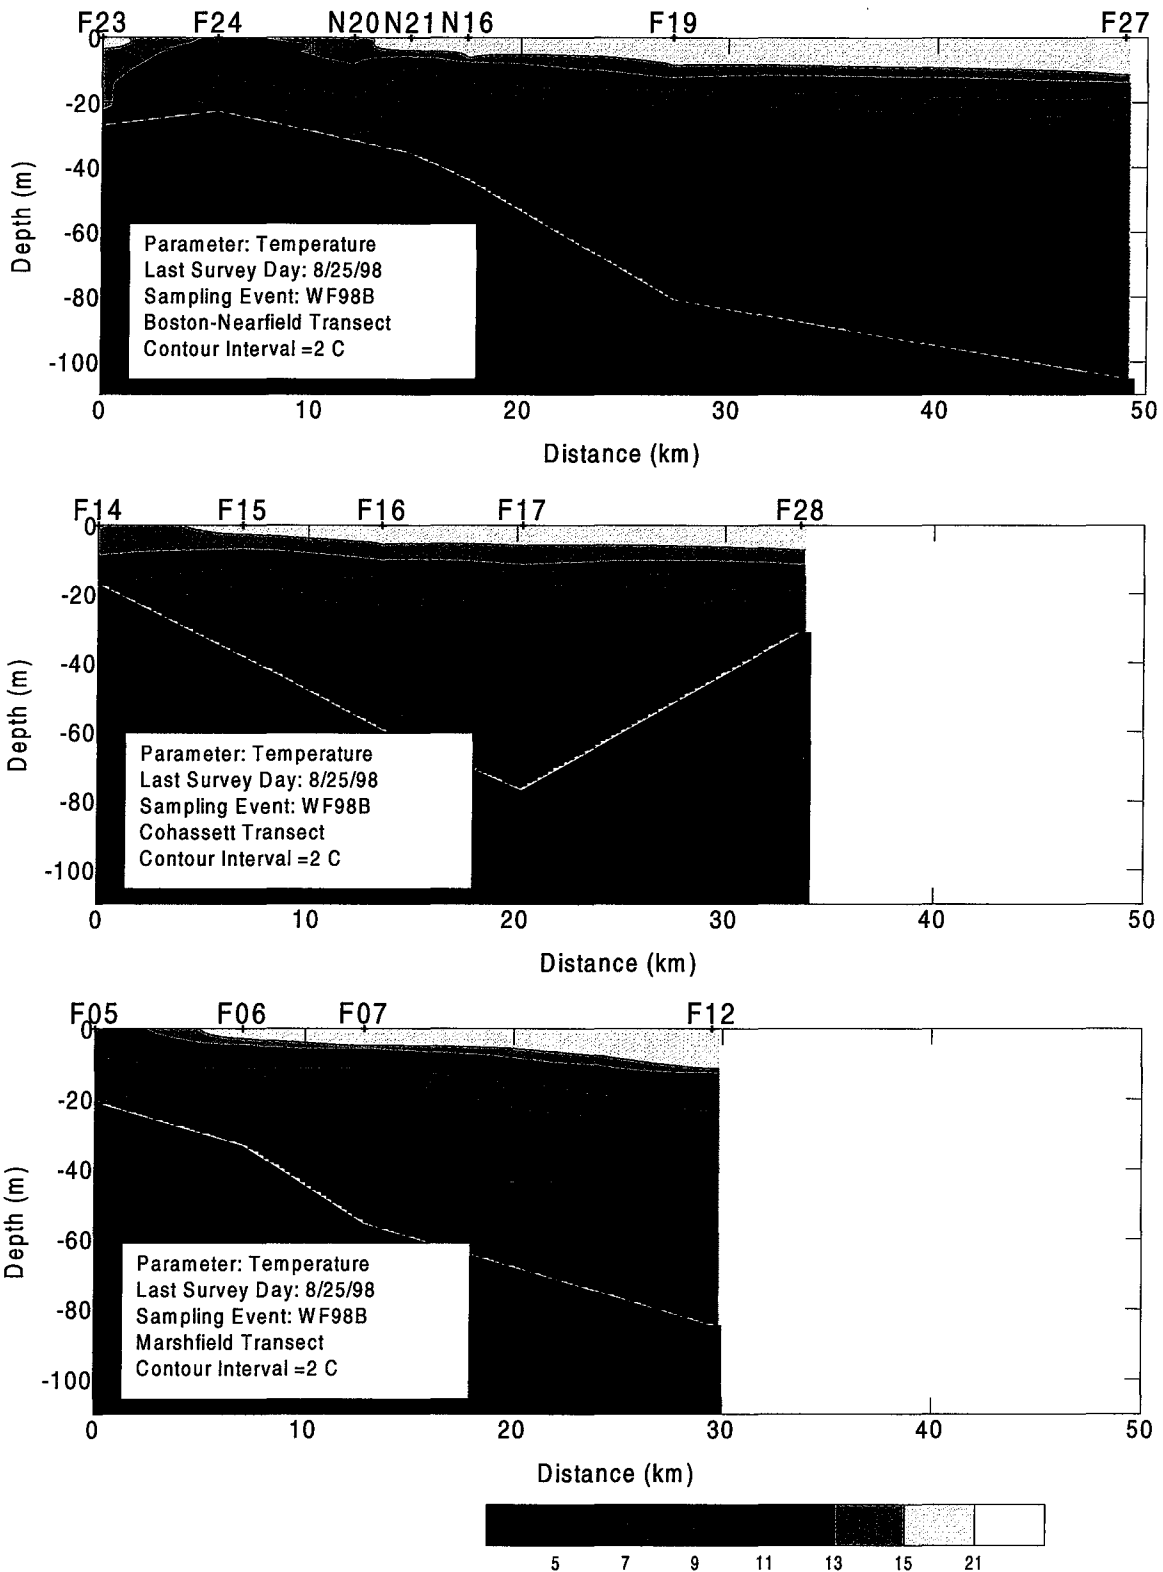 F23 F24 N20 N21 N16 F19 F27
0
-20
-40
-60
-80
-100
Depth (m)
Parameter: Temperature
Last Survey Day: 8/25/98
Sampling Event: WF98B
Boston-Nearfield Transect
Contour Interval =2 C
0 10 20 30 40 50
Distance (km)
F14 F15 F16 F17 F28
0
-20
-40
-60
-80
-100
Depth (m)
Parameter: Temperature
Last Survey Day: 8/25/98
Sampling Event: WF98B
Cohassett Transect
Contour Interval =2 C
0 10 20 30 40 50
Distance (km)
F05 F06 F07 F12
0
-20
-40
-60
-80
-100
Depth (m)
Parameter: Temperature
Last Survey Day: 8/25/98
Sampling Event: WF98B
Marshfield Transect
Contour Interval =2 C
0 10 20 30 40 50
Distance (km)
5 7 9 11 13 15 21